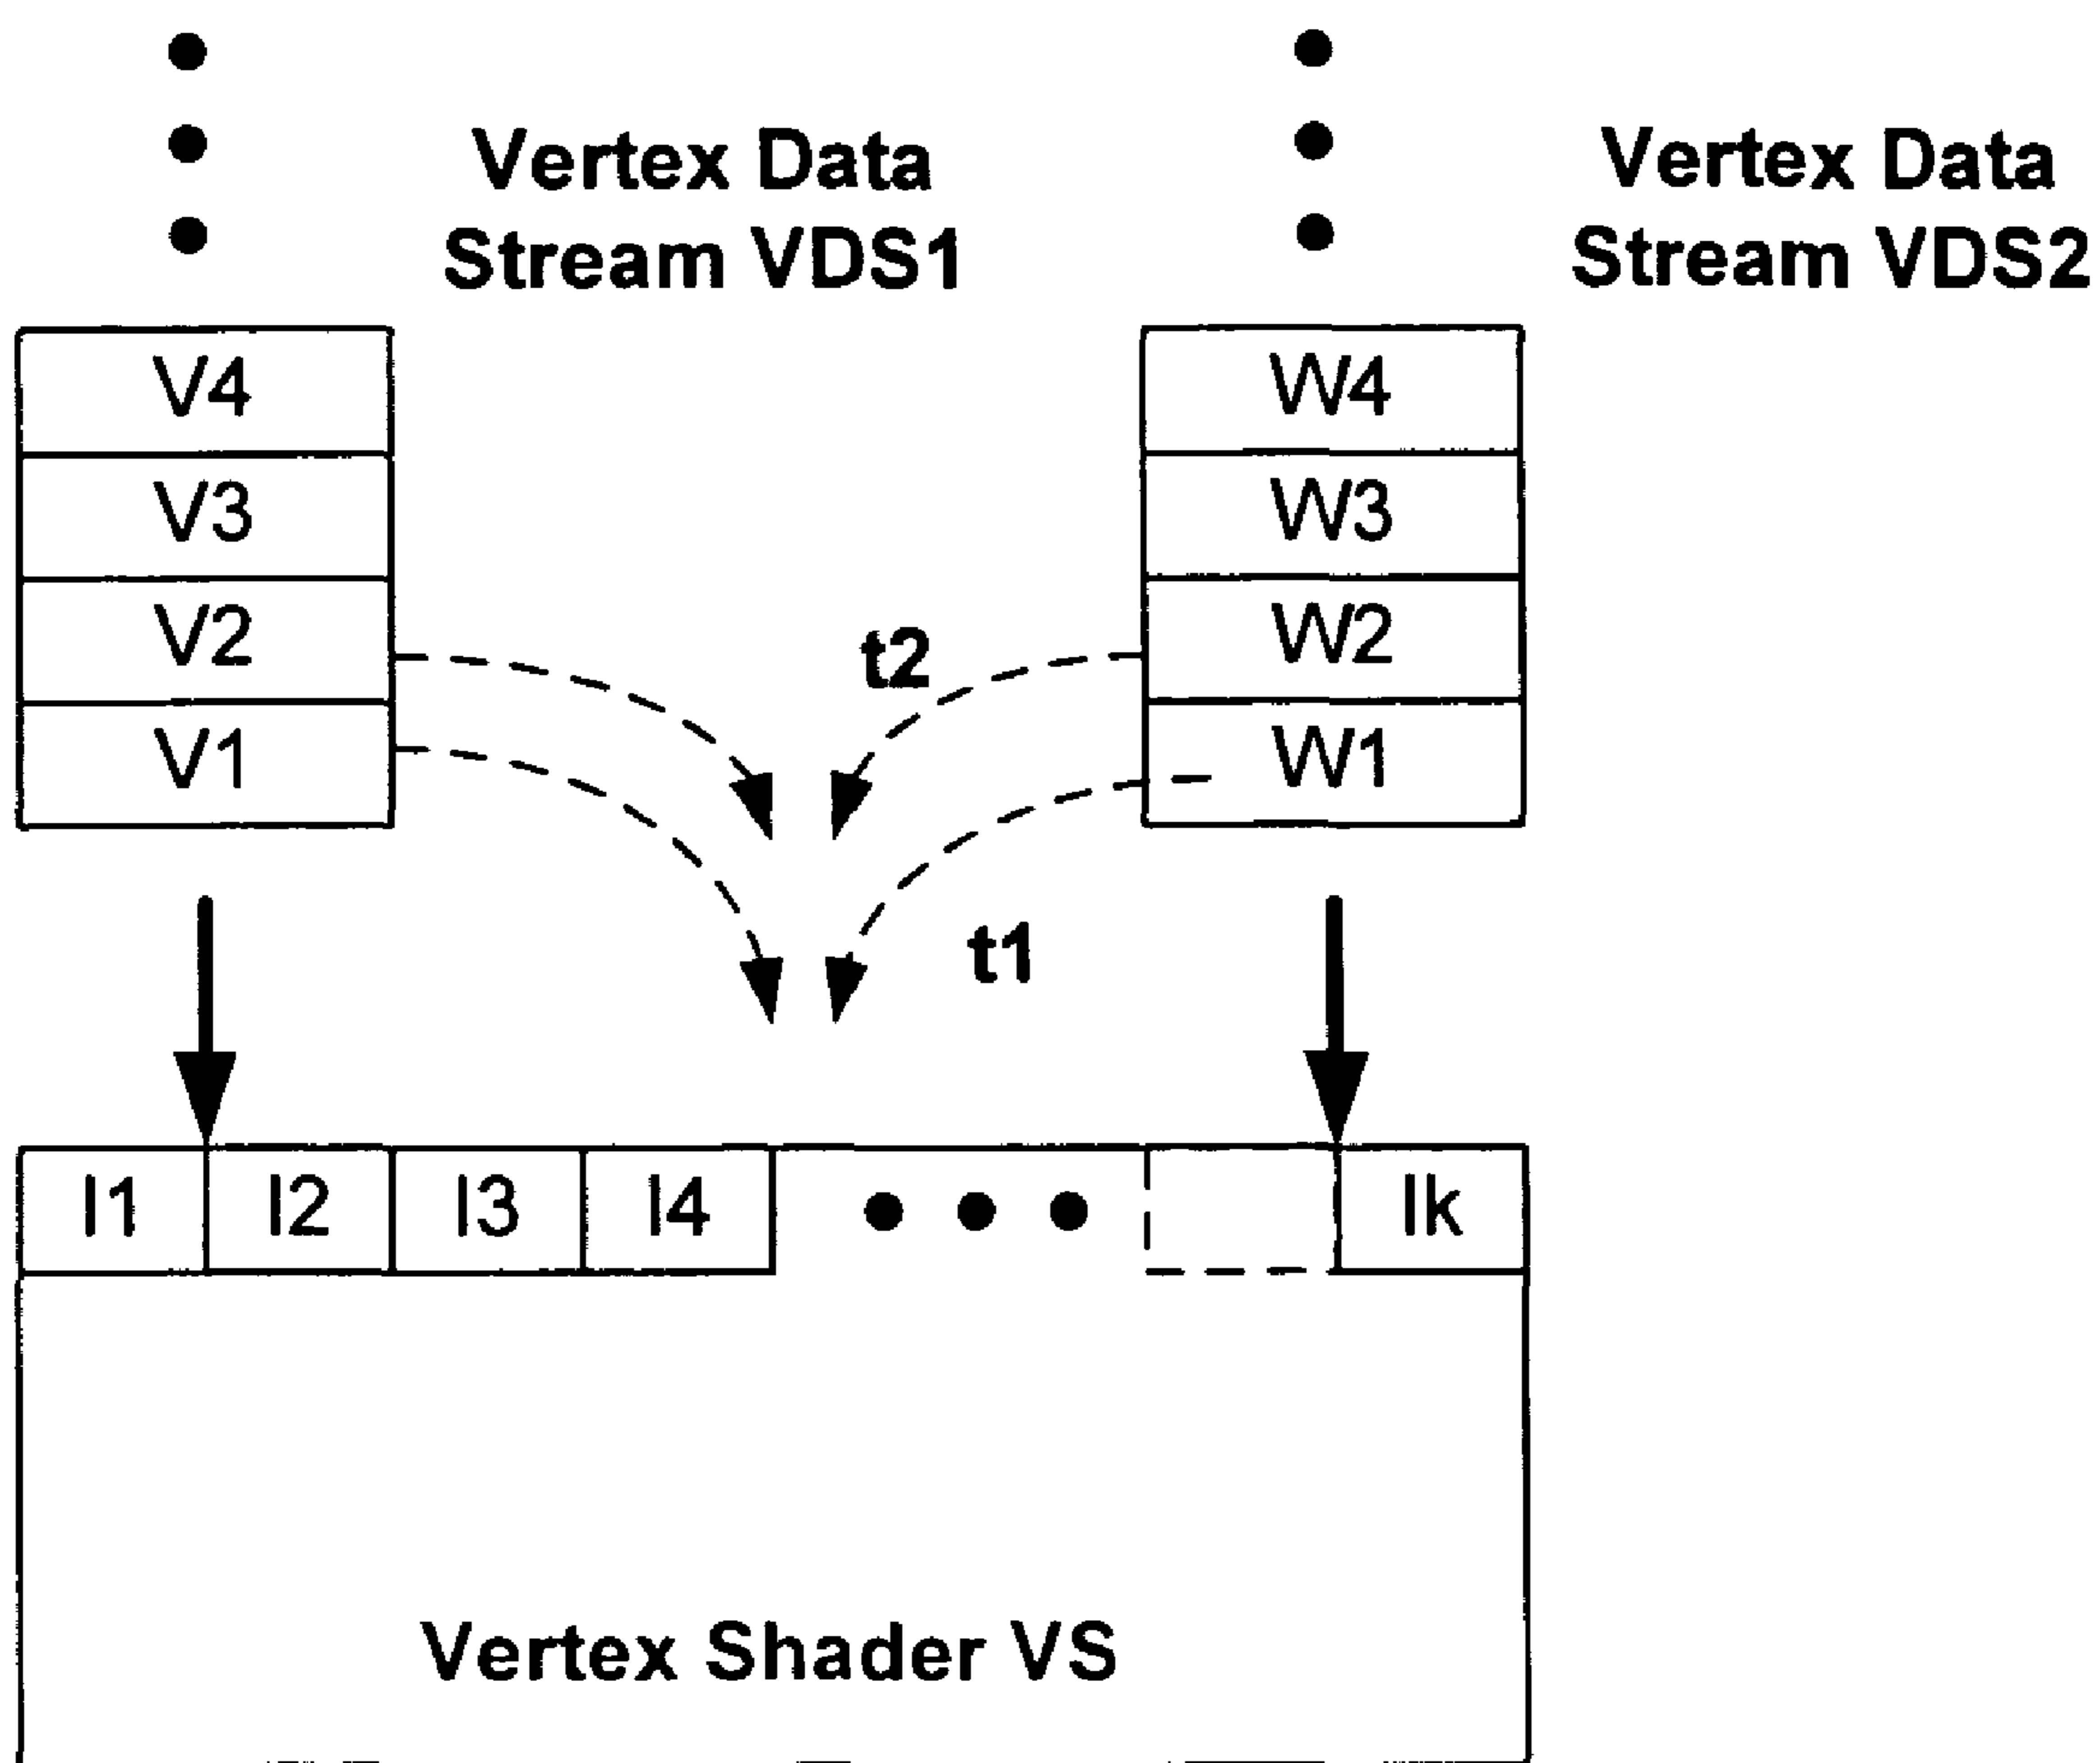 Vertex Data
Stream VDS1
Vertex Data
Stream VDS2
V4
V3
V2
V1
W4
W3
W2
W1
t2
t1
I1 I2 I3 I4 Ik
Vertex Shader VS